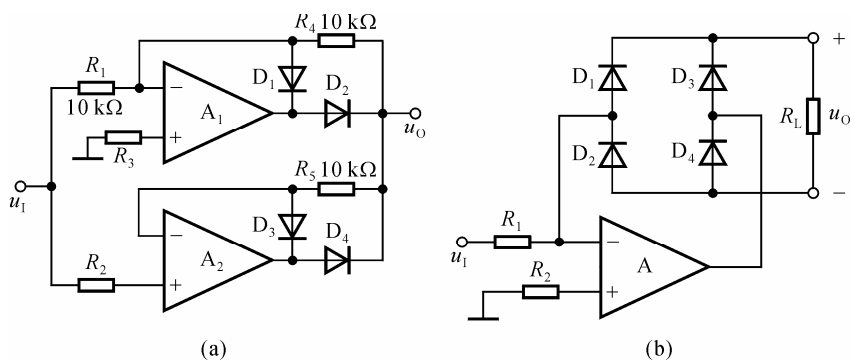 R₄ 10 kΩ
R₁
10 kΩ
−
A₁
+
D₁
D₂
R₃
uO
uI
R₅ 10 kΩ
−
A₂
+
D₃
D₄
R₂
(a)
D₁
D₃
D₂
D₄
RL
+
uO
−
R₁
uI
−
A
+
R₂
(b)